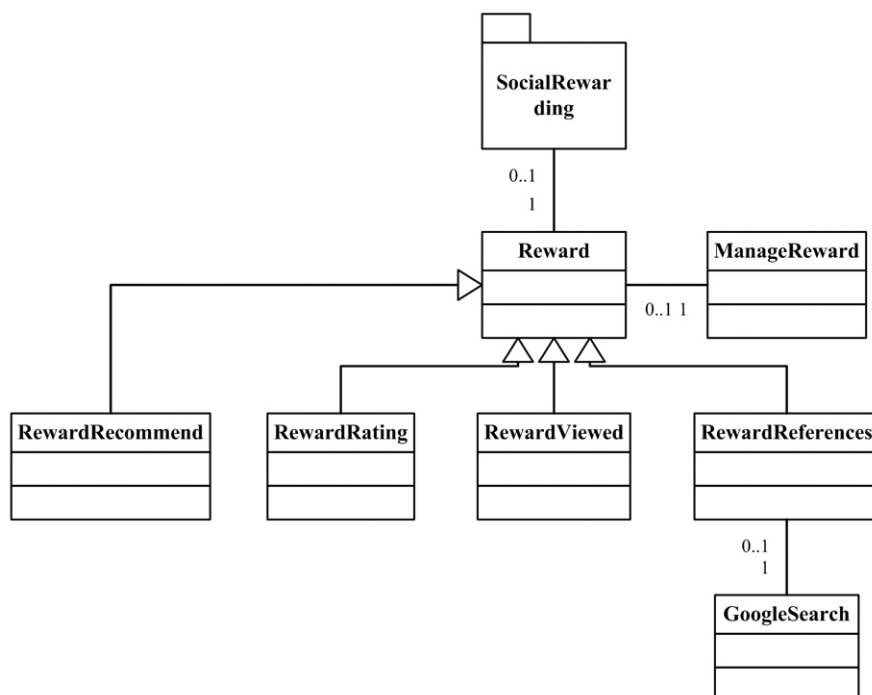 SocialRewar
ding
0..1
1
Reward
ManageReward
0..1 1
RewardRecommend
RewardRating
RewardViewed
RewardReferences
0..1
1
GoogleSearch